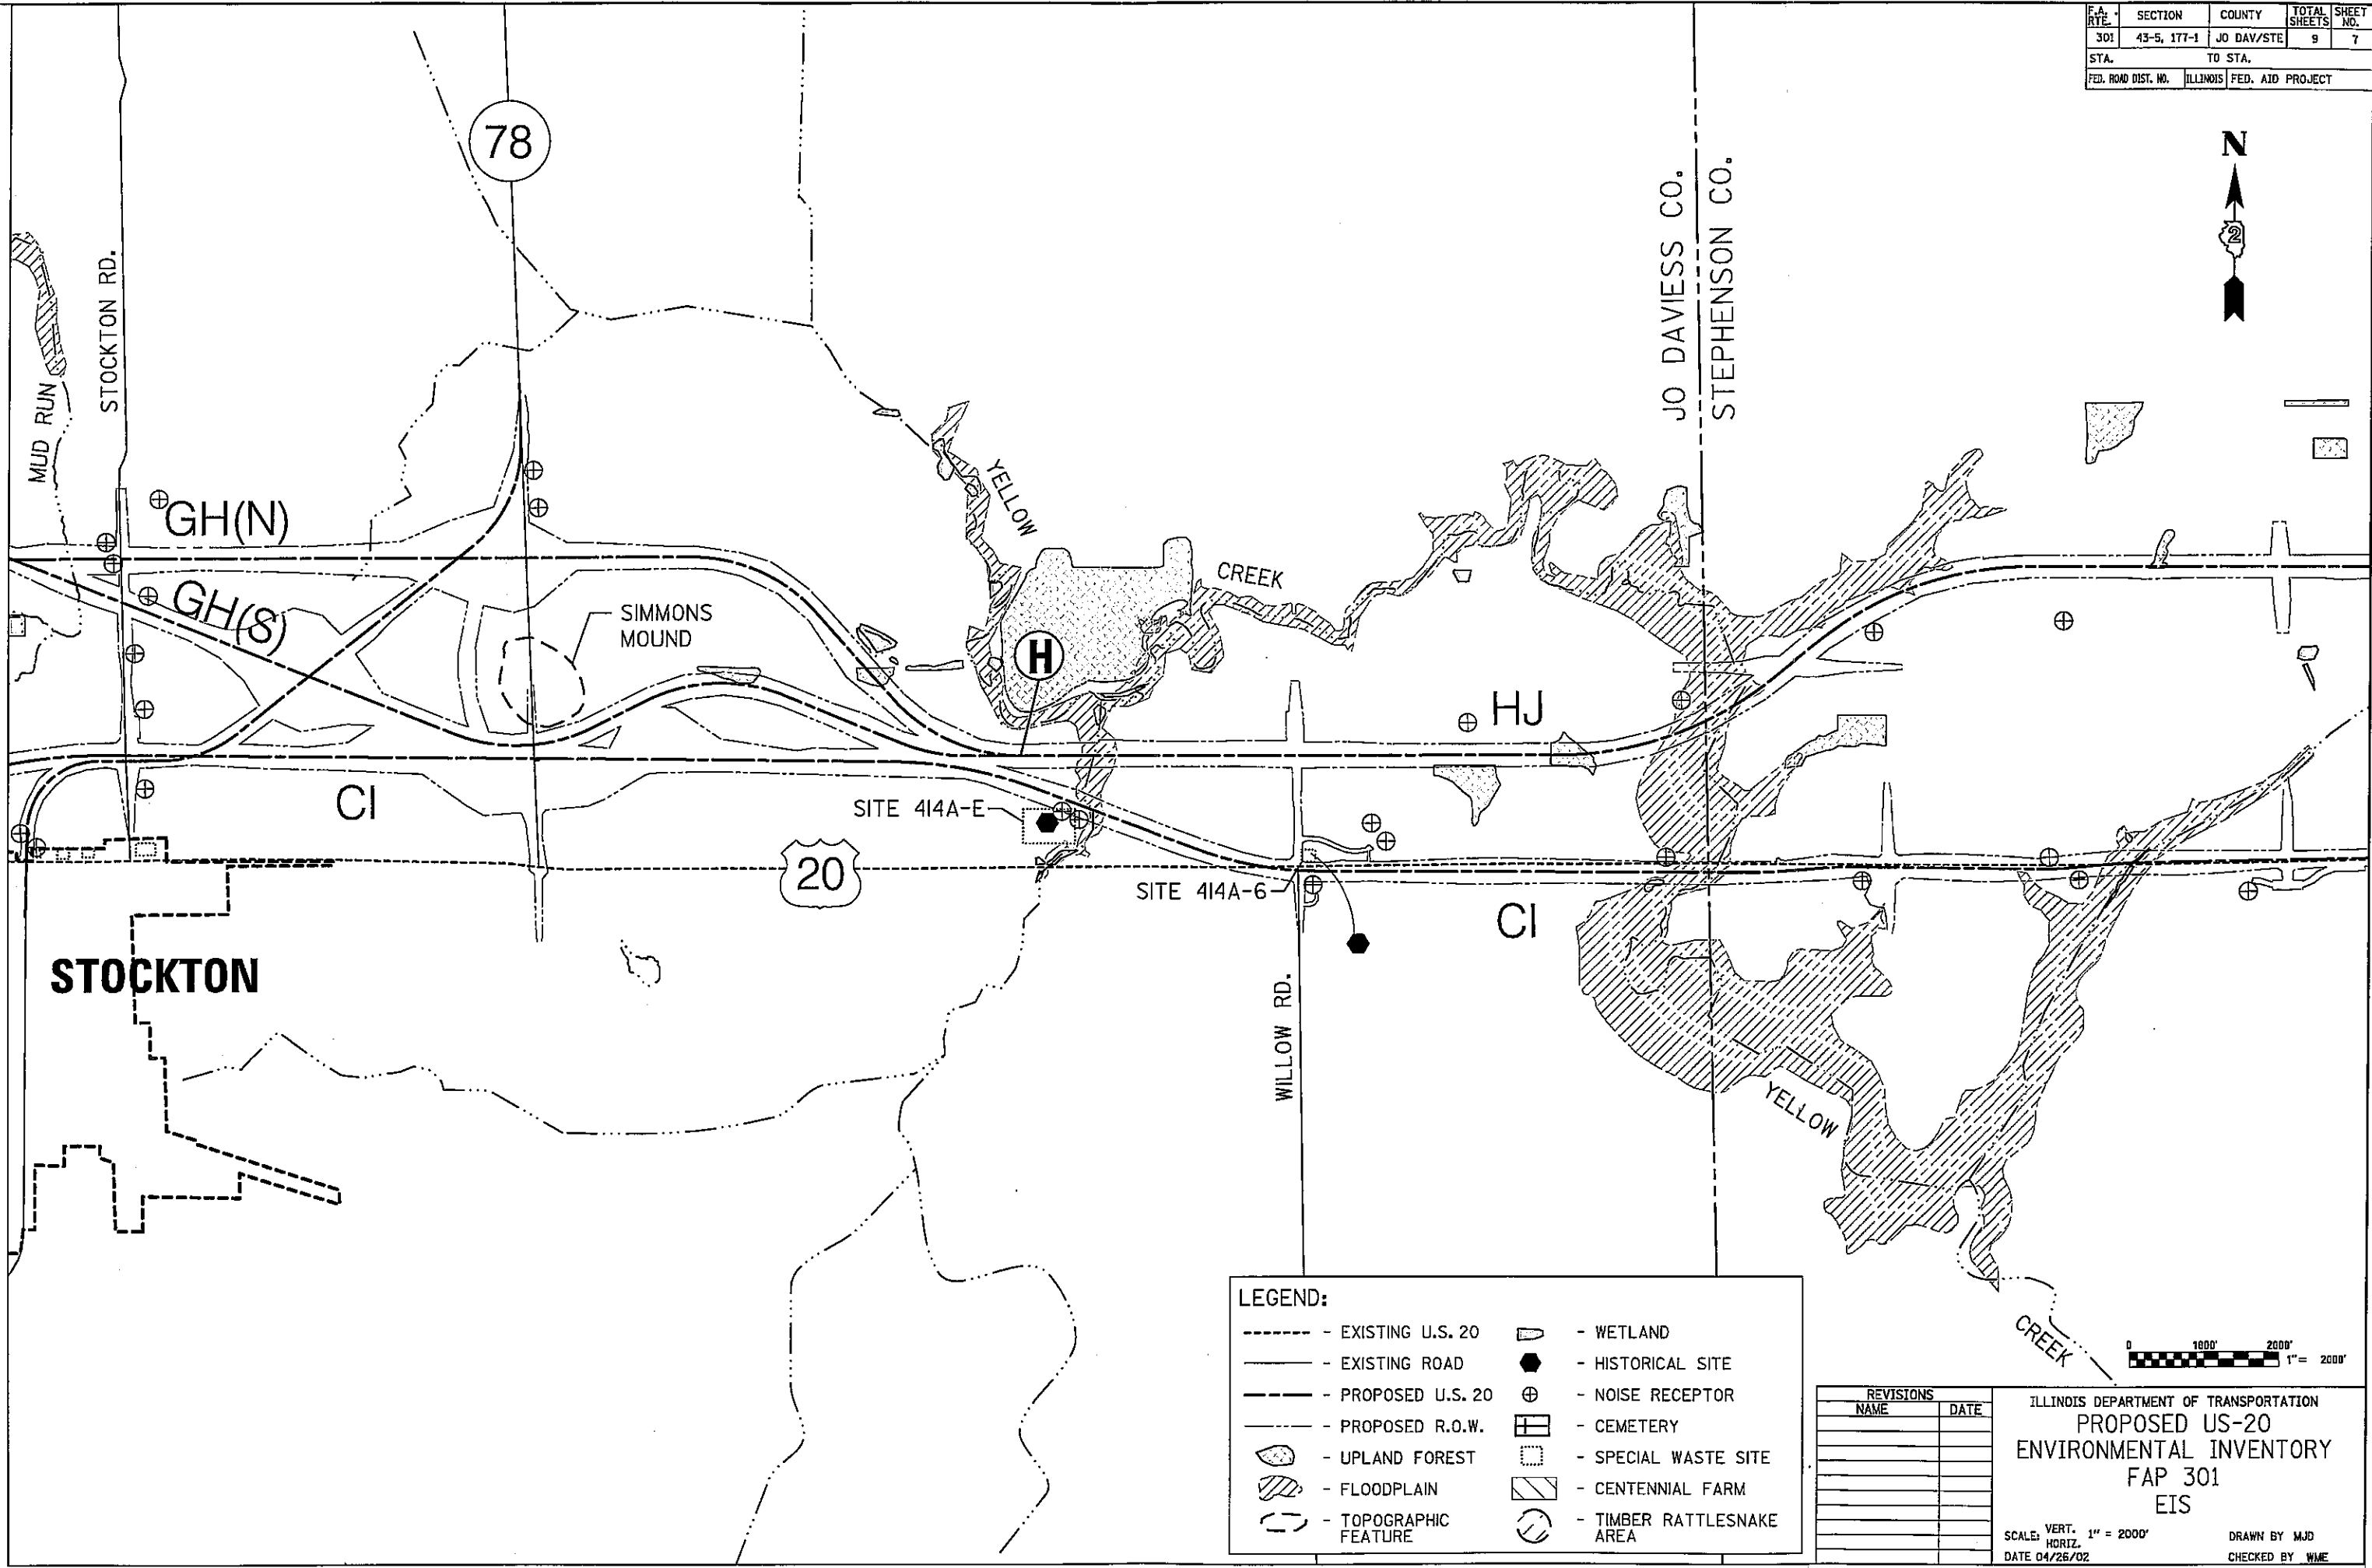 F.A. RTE. SECTION COUNTY TOTAL SHEETS SHEET NO.
301 43-5, 177-1 JO DAV/STE 9 7
STA. TO STA.
FED. ROAD DIST. NO. ILLINOIS FED. AID PROJECT
N
2
78
JO DAVIESS CO.
STEPHENSON CO.
MUD RUN
STOCKTON RD.
GH(N)
GH(S)
SIMMONS
MOUND
YELLOW
CREEK
H
HJ
CI
SITE 414A-E
20
SITE 414A-6
CI
STOCKTON
WILLOW RD.
YELLOW
CREEK
LEGEND:
- EXISTING U.S. 20
- EXISTING ROAD
- PROPOSED U.S. 20
- PROPOSED R.O.W.
- UPLAND FOREST
- FLOODPLAIN
- TOPOGRAPHIC
FEATURE
- WETLAND
- HISTORICAL SITE
- NOISE RECEPTOR
- CEMETERY
- SPECIAL WASTE SITE
- CENTENNIAL FARM
- TIMBER RATTLESNAKE
AREA
0 1000' 2000'
1"= 2000'
REVISIONS
NAME DATE
ILLINOIS DEPARTMENT OF TRANSPORTATION
PROPOSED US-20
ENVIRONMENTAL INVENTORY
FAP 301
EIS
SCALE: VERT. HORIZ. 1" = 2000'
DATE 04/26/02
DRAWN BY MJD
CHECKED BY WME